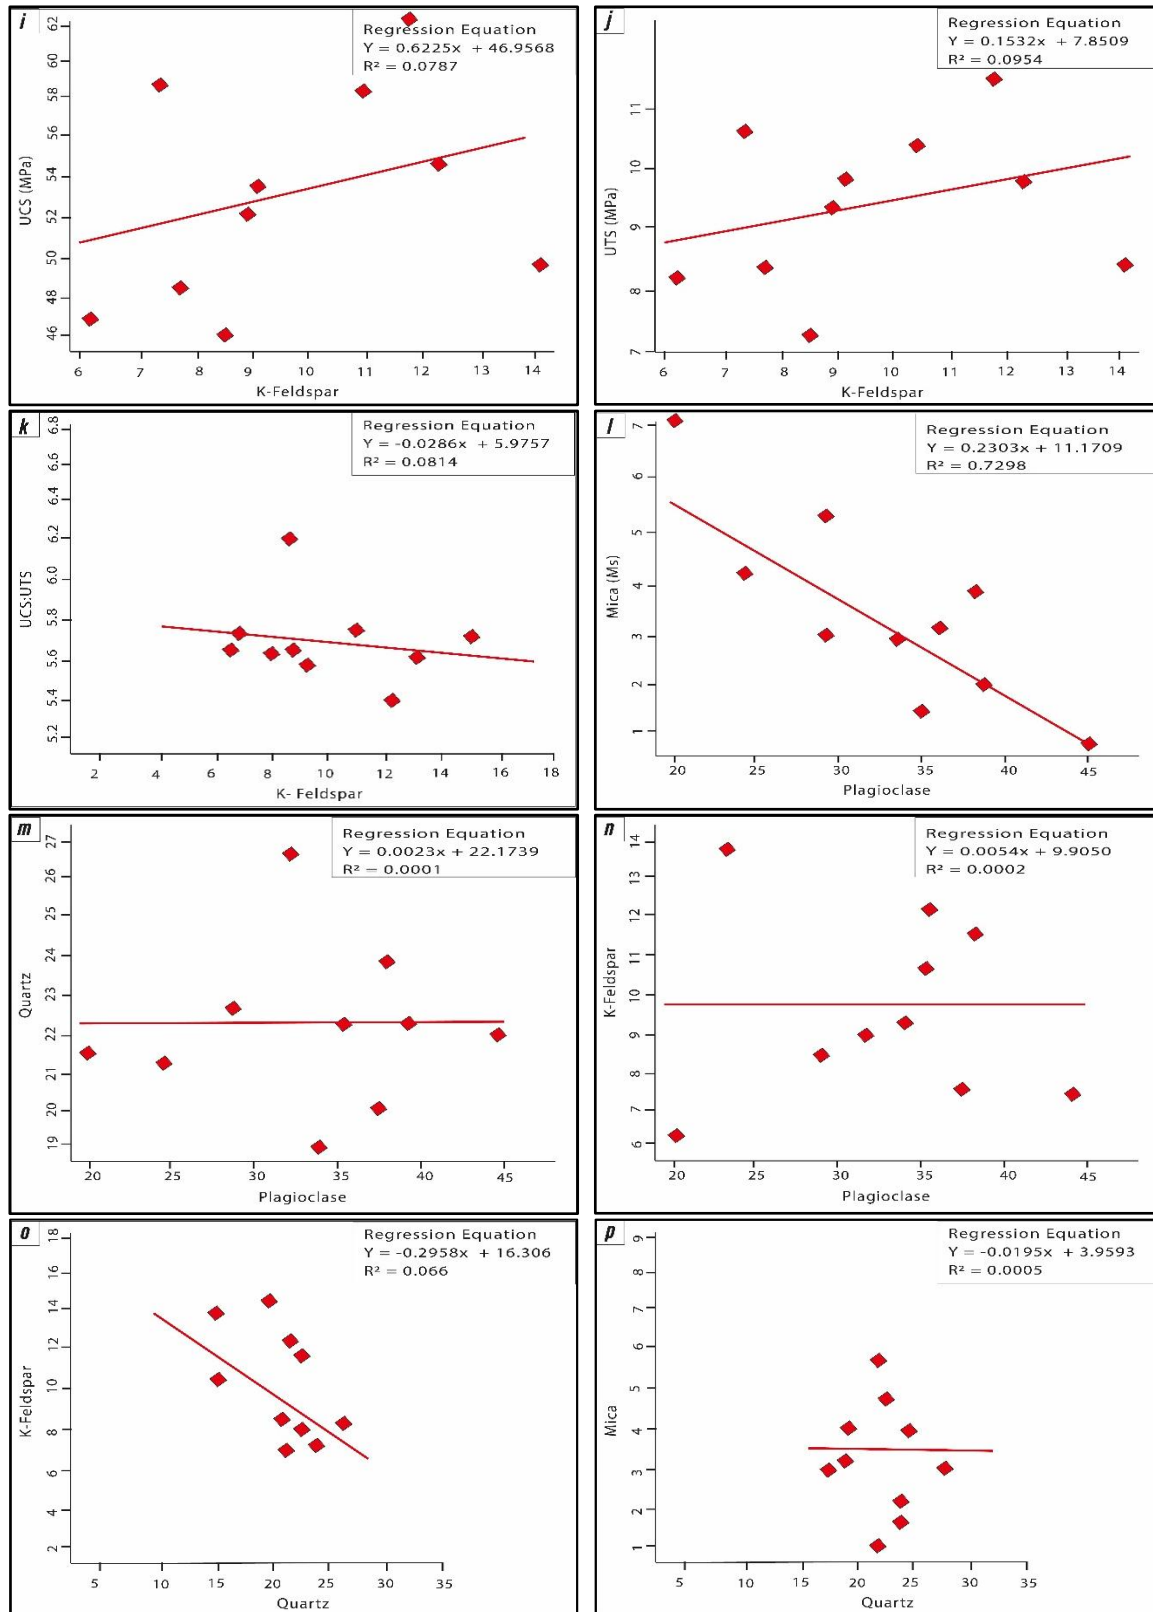 i
Regression Equation
Y = 0.6225x + 46.9568
R² = 0.0787
62
60
58
56
54
52
50
48
46
UCS (MPa)
6 7 8 9 10 11 12 13 14
K-Feldspar
j
Regression Equation
Y = 0.1532x + 7.8509
R² = 0.0954
11
10
9
8
7
UTS (MPa)
6 7 8 9 10 11 12 13 14
K-Feldspar
k
Regression Equation
Y = -0.0286x + 5.9757
R² = 0.0814
6.8
6.6
6.4
6.2
6.0
5.8
5.6
5.4
5.2
UCS:UTS
2 4 6 8 10 12 14 16 18
K- Feldspar
l
Regression Equation
Y = 0.2303x + 11.1709
R² = 0.7298
7
6
5
4
3
2
1
Mica (Ms)
20 25 30 35 40 45
Plagioclase
m
Regression Equation
Y = 0.0023x + 22.1739
R² = 0.0001
27
26
25
24
23
22
21
20
19
Quartz
20 25 30 35 40 45
Plagioclase
n
Regression Equation
Y = 0.0054x + 9.9050
R² = 0.0002
14
13
12
11
10
9
8
7
6
K-Feldspar
20 25 30 35 40 45
Plagioclase
o
Regression Equation
Y = -0.2958x + 16.306
R² = 0.066
18
16
14
12
10
8
6
4
2
K-Feldspar
5 10 15 20 25 30 35
Quartz
p
Regression Equation
Y = -0.0195x + 3.9593
R² = 0.0005
9
8
7
6
5
4
3
2
1
Mica
5 10 15 20 25 30 35
Quartz